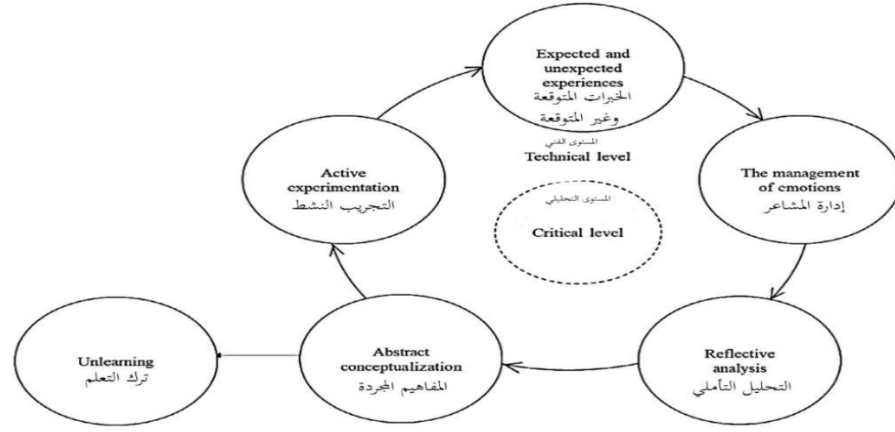 Expected and
unexpected
experiences
الخبرات المتوقعة
وغير المتوقعة
المستوى الفني
Technical level
المستوى التحليلي
Critical level
The management
of emotions
إدارة المشاعر
Reflective
analysis
التحليل التأملي
Abstract
conceptualization
المفاهيم المجردة
Unlearning
ترك التعلم
Active
experimentation
التجريب النشط